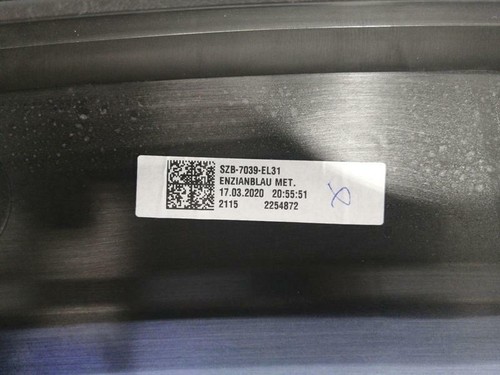 SZB-7039-EL31
ENZIANBLAU MET.
17.03.2020 20:55:51
2115 2254872